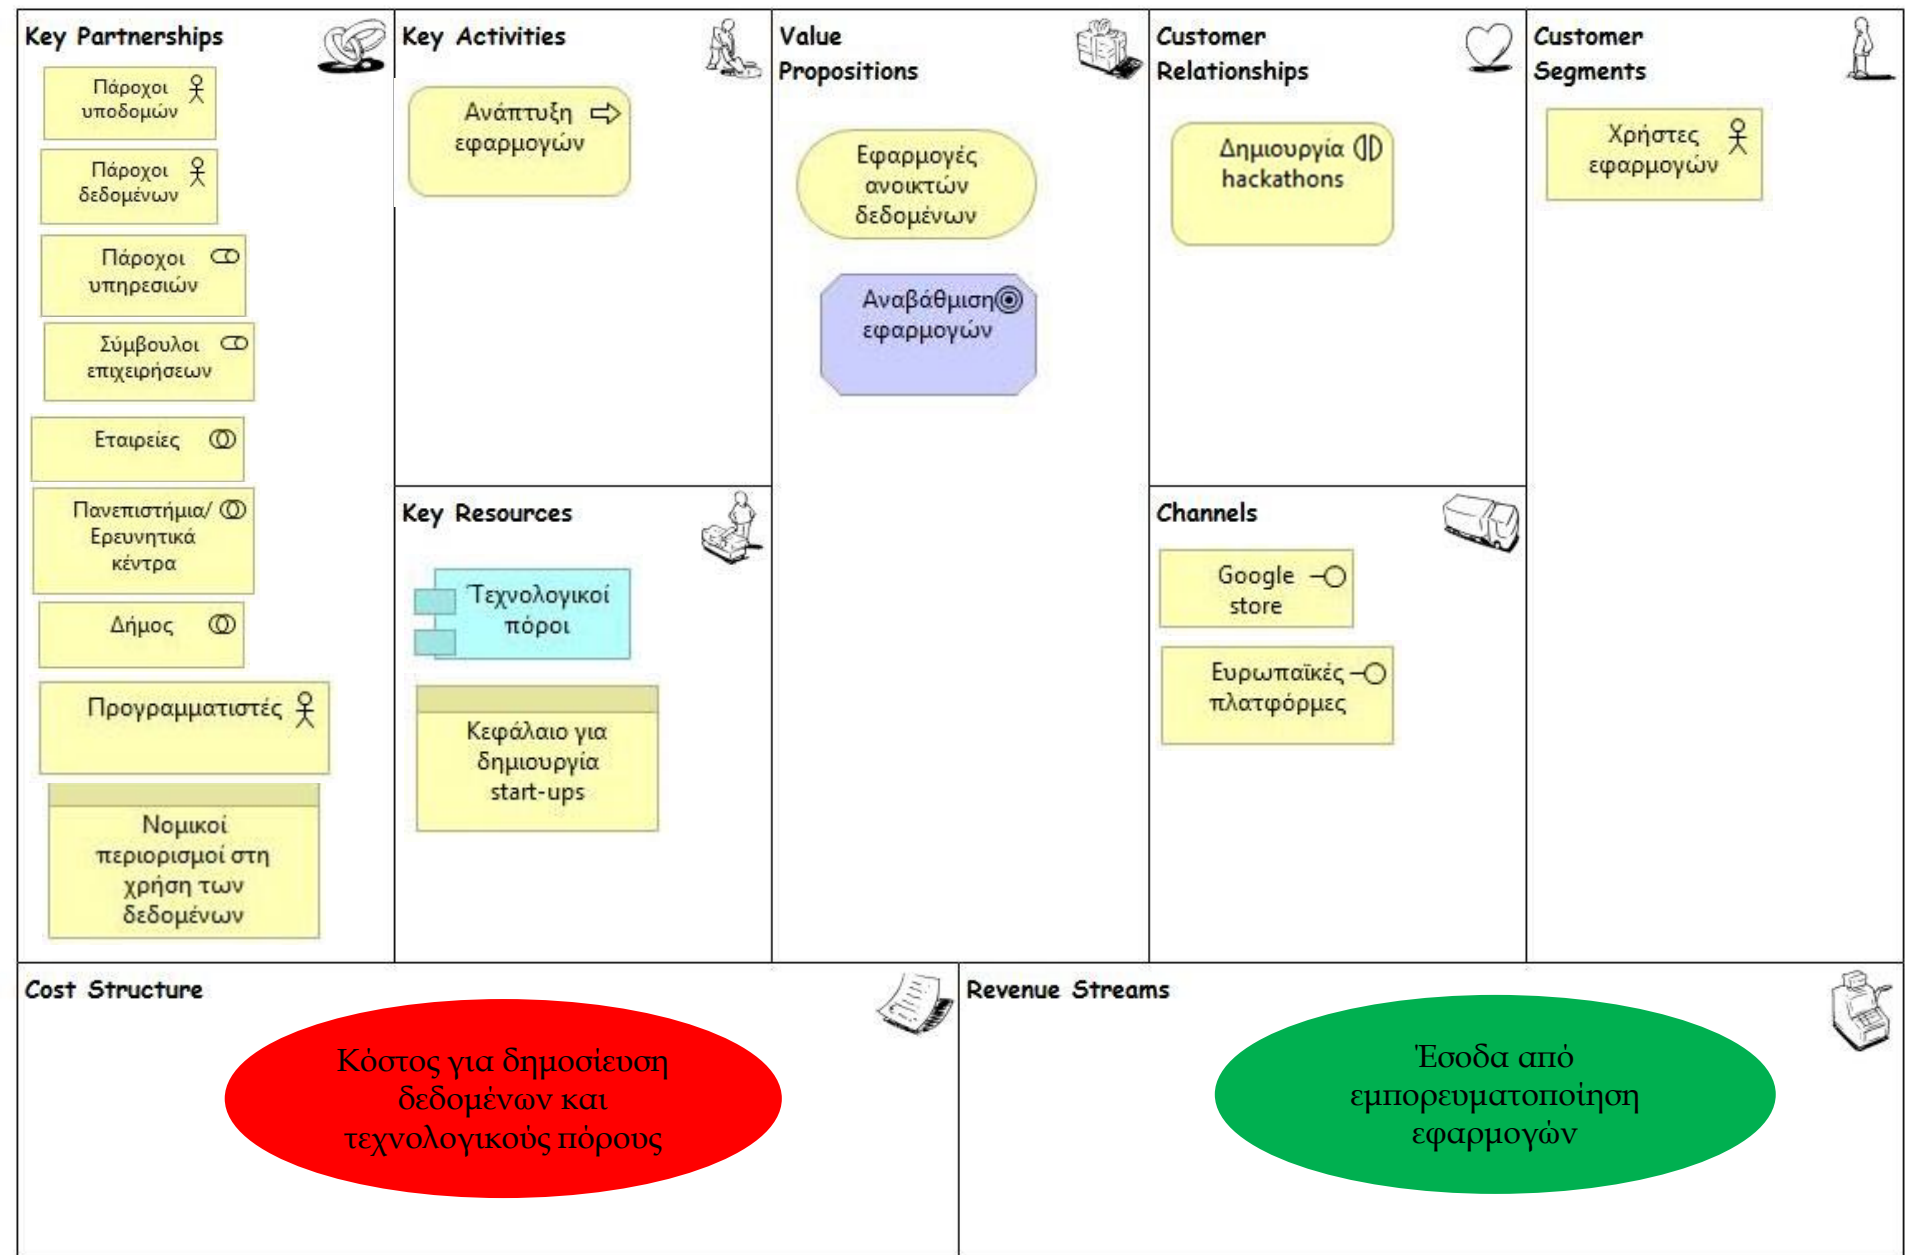 Key Partnerships
Πάροχοι
υποδομών
Πάροχοι
δεδομένων
Πάροχοι
υπηρεσιών
Σύμβουλοι
επιχειρήσεων
Εταιρείες
Πανεπιστήμια/
Ερευνητικά
κέντρα
Δήμος
Προγραμματιστές
Νομικοί
περιορισμοί στη
χρήση των
δεδομένων
Key Activities
Ανάπτυξη
εφαρμογών
Key Resources
Τεχνολογικοί
πόροι
Κεφάλαιο για
δημιουργία
start-ups
Value
Propositions
Εφαρμογές
ανοικτών
δεδομένων
Αναβάθμιση
εφαρμογών
Customer
Relationships
Δημιουργία
hackathons
Channels
Google
store
Ευρωπαϊκές
πλατφόρμες
Customer
Segments
Χρήστες
εφαρμογών
Cost Structure
Κόστος για δημοσίευση
δεδομένων και
τεχνολογικούς πόρους
Revenue Streams
Έσοδα από
εμπορευματοποίηση
εφαρμογών